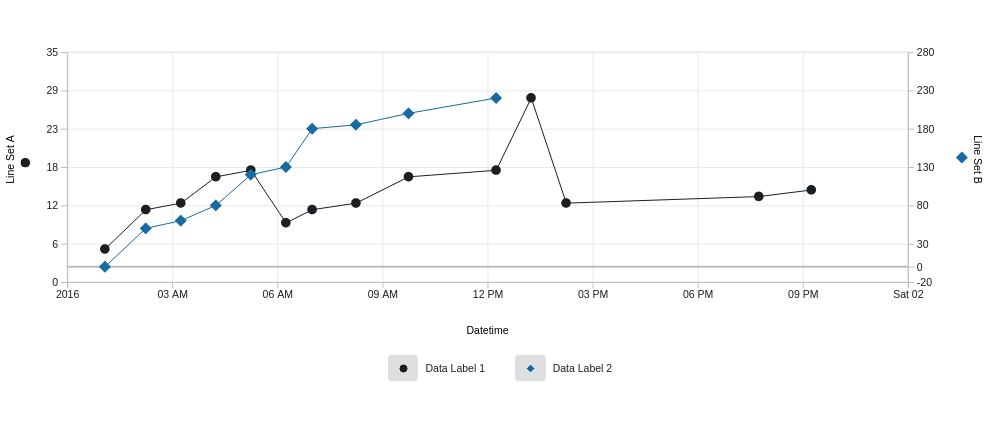 35
29
23
18
12
6
0
Line Set A
280
230
180
130
80
30
0
-20
Line Set B
2016
03 AM
06 AM
09 AM
12 PM
03 PM
06 PM
09 PM
Sat 02
Datetime
Data Label 1
Data Label 2